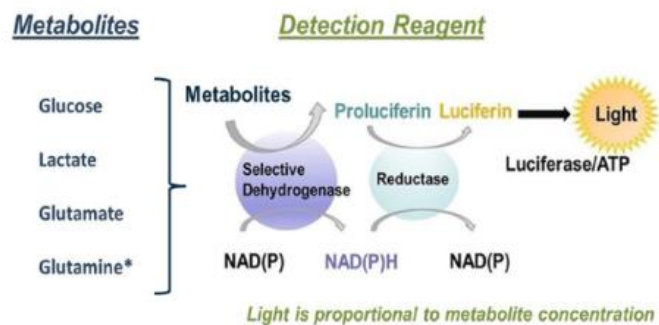 Metabolites
Detection Reagent
Glucose
Lactate
Glutamate
Glutamine*
Metabolites
Proluciferin Luciferin
Light
Luciferase/ATP
Selective
Dehydrogenase
Reductase
NAD(P)
NAD(P)H
NAD(P)
Light is proportional to metabolite concentration